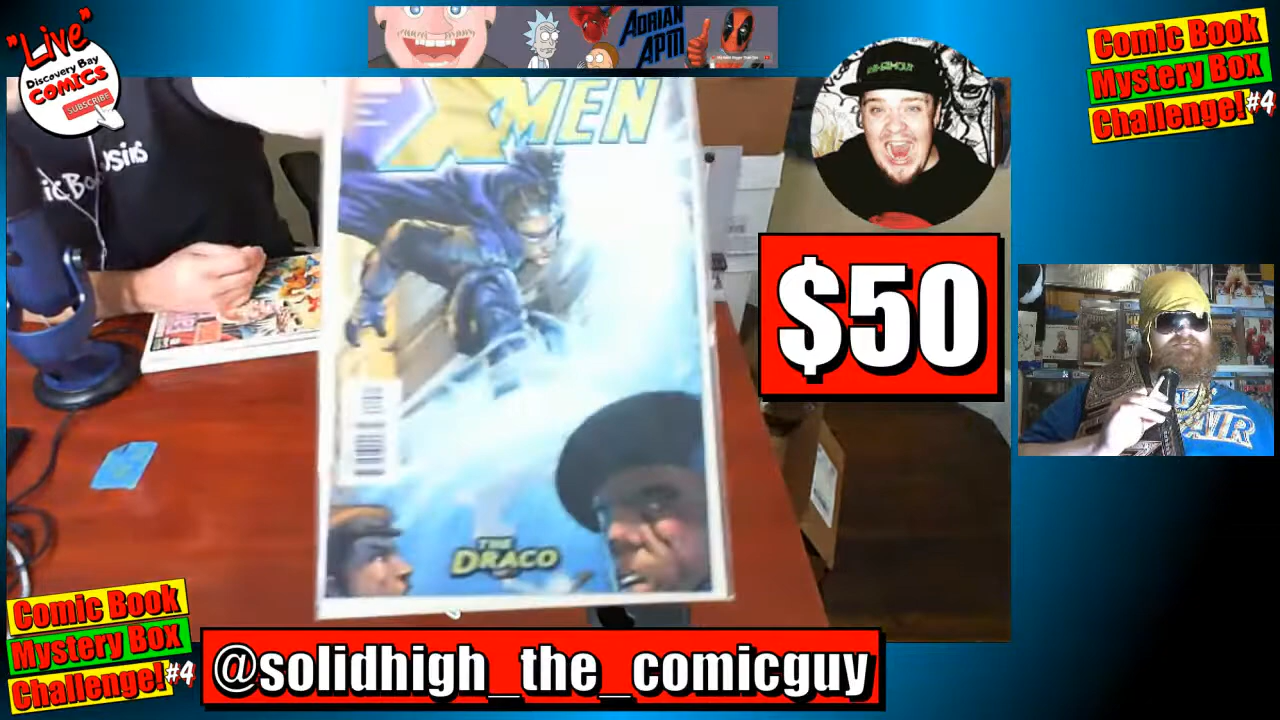 "Live"
Discovery Bay
COMICS
SUBSCRIBE
ADRIAN
APM
Comic Book
Mystery Box
Challenge! #4
X-MEN
$50
THE
DRACO
Comic Book
Mystery Box
Challenge! #4
@solidhigh_the_comicguy